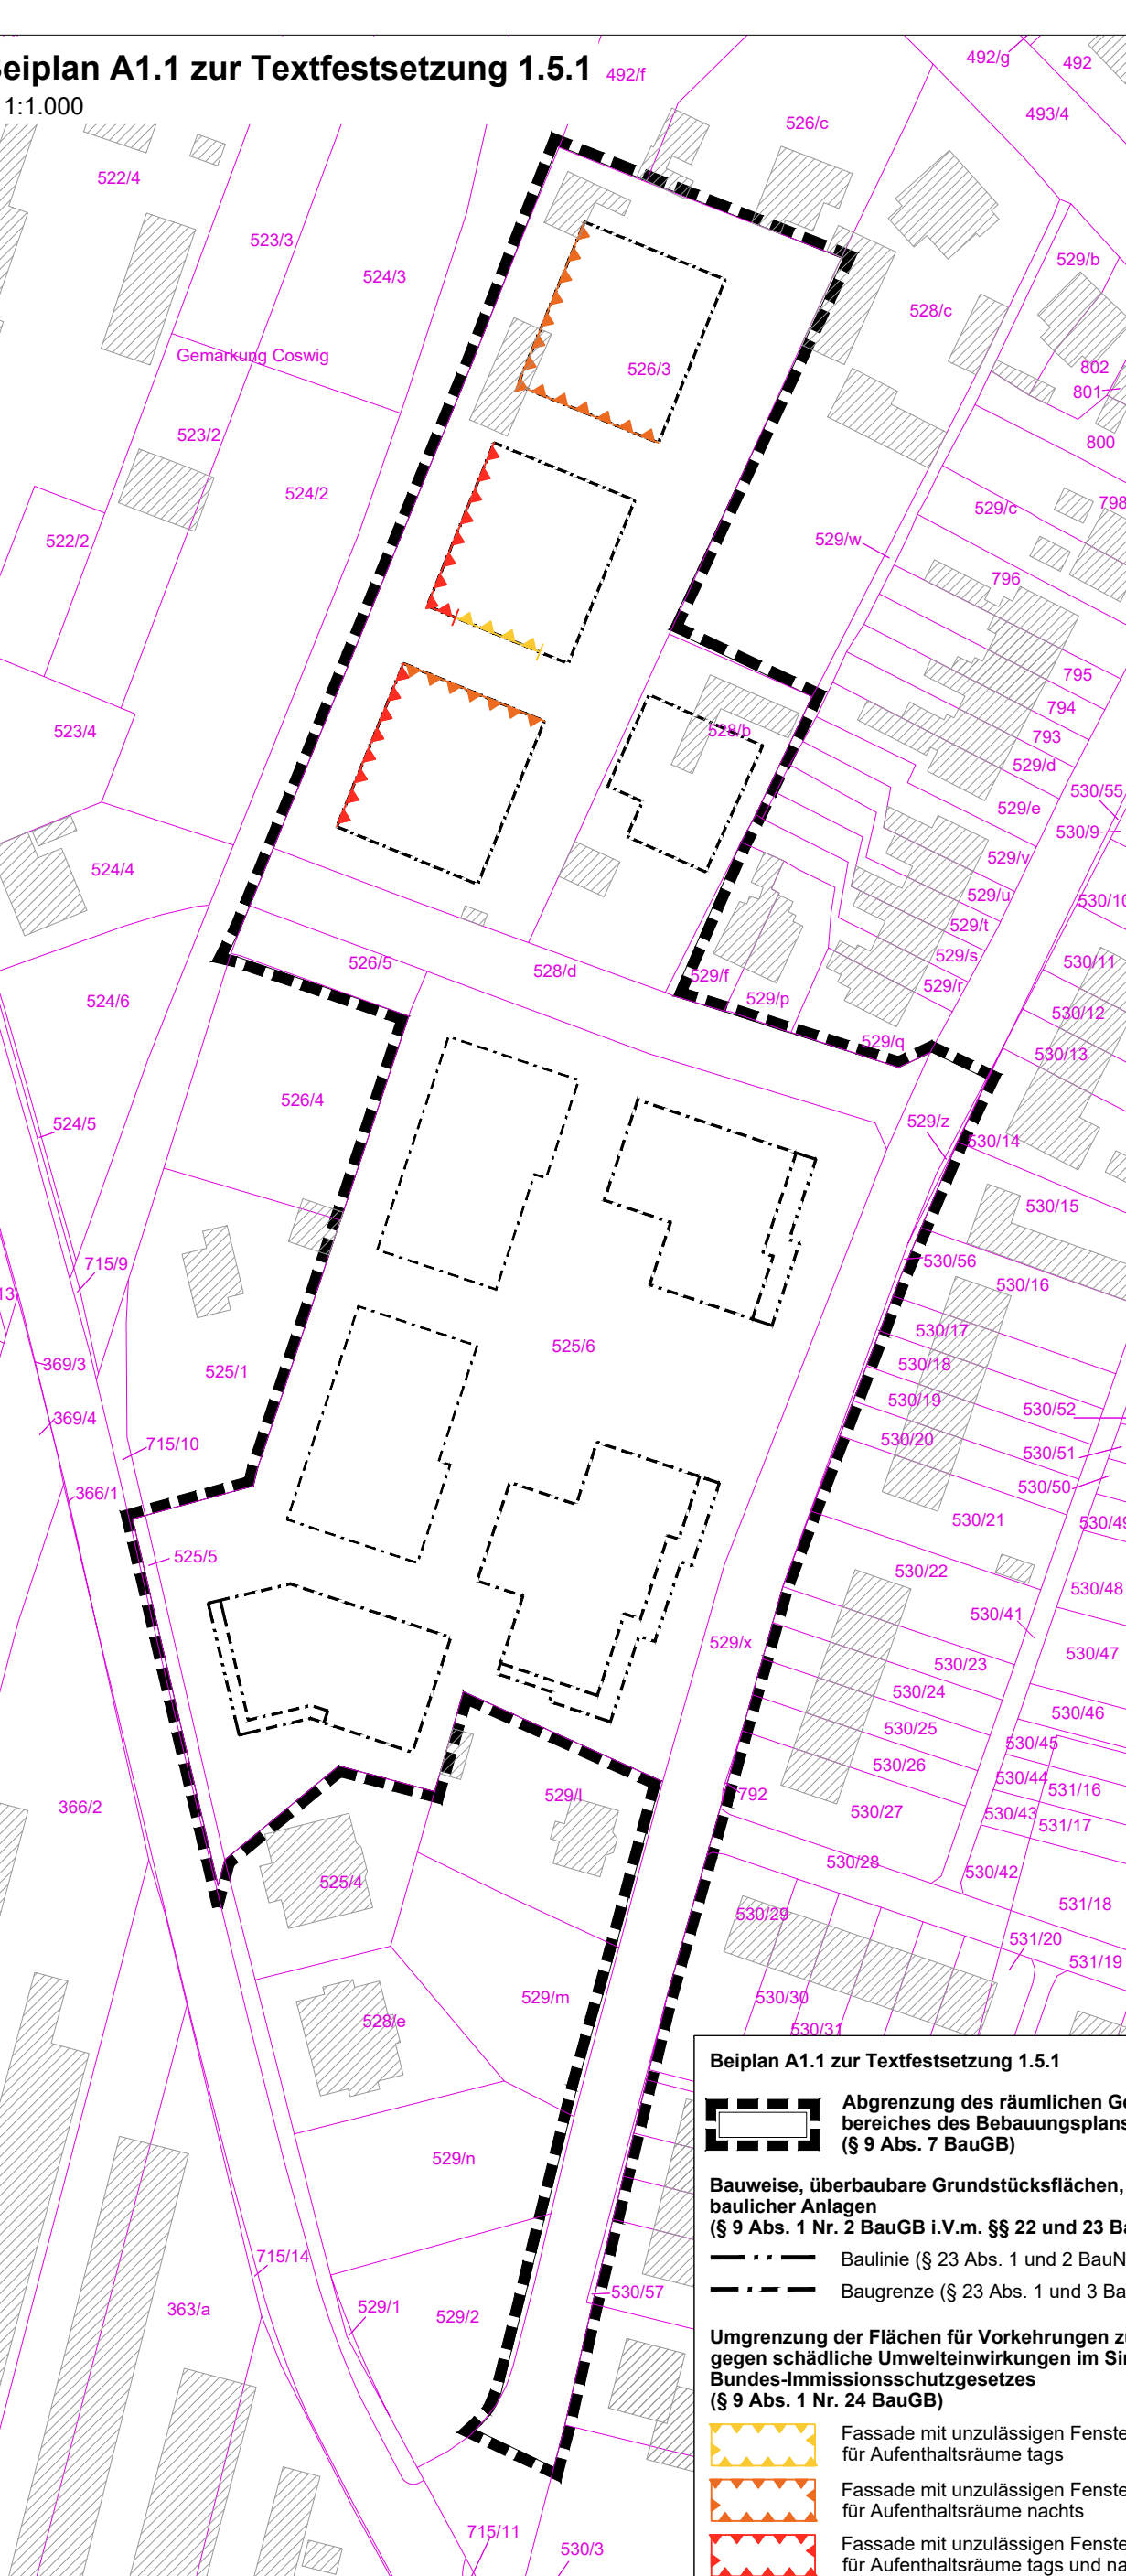 Beiplan A1.1 zur Textfestsetzung 1.5.1
1:1.000
492/f
492/g
492
493/4
526/c
522/4
523/3
524/3
529/b
528/c
Gemarkung Coswig
526/3
802
801
800
523/2
524/2
529/c
798
522/2
529/w
796
795
794
523/4
528/b
793
529/d
530/55
529/e
530/9
524/4
529/v
529/u
530/10
529/t
529/s
530/11
526/5
528/d
529/f
529/r
529/p
524/6
530/12
529/q
530/13
526/4
524/5
529/z
530/14
530/15
715/9
530/56
530/16
13
530/17
525/6
369/3
530/18
525/1
530/19
530/52
369/4
530/20
715/10
530/51
530/50
366/1
530/21
530/49
525/5
530/22
530/48
530/41
529/x
530/47
530/23
530/24
530/46
530/25
530/45
530/26
530/44
531/16
529/l
792
366/2
530/27
530/43
531/17
530/28
530/42
525/4
531/18
530/29
531/20
531/19
529/m
530/30
528/e
530/31
529/n
715/14
530/57
363/a
529/1
529/2
715/11
530/3
Beiplan A1.1 zur Textfestsetzung 1.5.1
Abgrenzung des räumlichen
bereiches des Bebauungsplans
(§ 9 Abs. 7 BauGB)
Bauweise, überbaubare Grundstücksflächen,
baulicher Anlagen
(§ 9 Abs. 1 Nr. 2 BauGB i.V.m. §§ 22 und 23
Baulinie (§ 23 Abs. 1 und 2
Baugrenze (§ 23 Abs. 1 und 3
Umgrenzung der Flächen für Vorkehrungen
gegen schädliche Umwelteinwirkungen im
Bundes-Immissionsschutzgesetzes
(§ 9 Abs. 1 Nr. 24 BauGB)
Fassade mit unzulässigen
für Aufenthaltsräume tags
Fassade mit unzulässigen
für Aufenthaltsräume nachts
Fassade mit unzulässigen
für Aufenthaltsräume tags und